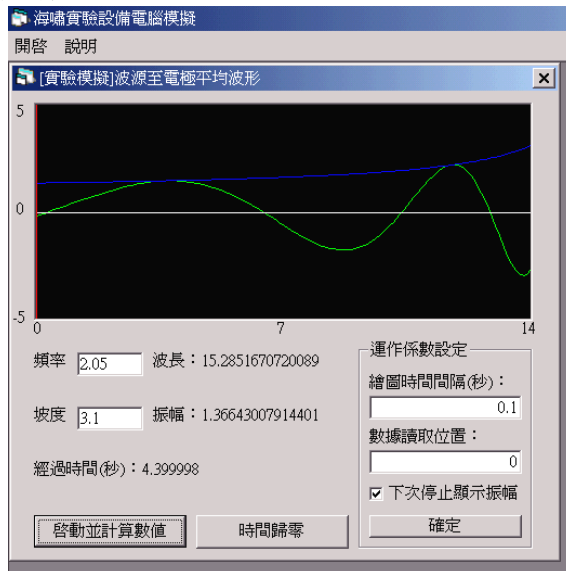 海嘯實驗設備電腦模擬
開啓 說明
[實驗模擬]波源至電極平均波形
5
0
-5
0 7 14
頻率 2.05 波長：15.2851670720089
坡度 3.1 振幅：1.36643007914401
經過時間(秒)：4.399998
啓動並計算數值 時間歸零
運作係數設定
繪圖時間間隔(秒)：
0.1
數據讀取位置：
0
下次停止顯示振幅
確定